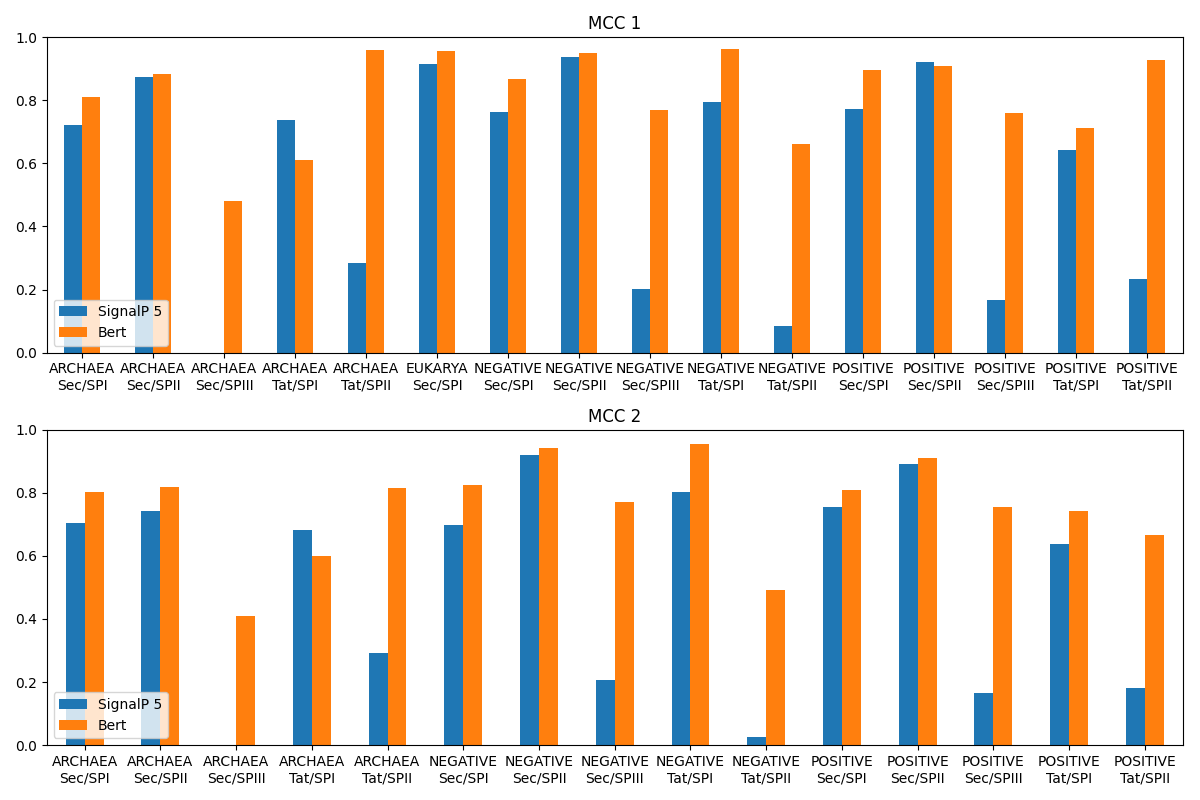 MCC 1
1.0
0.8
0.6
0.4
0.2
0.0
SignalP 5
Bert
ARCHAEA ARCHAEA ARCHAEA ARCHAEA ARCHAEA EUKARYA NEGATIVE NEGATIVE NEGATIVE NEGATIVE NEGATIVE POSITIVE POSITIVE POSITIVE POSITIVE POSITIVE
Sec/SPI Sec/SPII Sec/SPIII Tat/SPI Tat/SPII Sec/SPI Sec/SPI Sec/SPII Sec/SPIII Tat/SPI Tat/SPII Sec/SPI Sec/SPII Sec/SPIII Tat/SPI Tat/SPII
MCC 2
1.0
0.8
0.6
0.4
0.2
0.0
SignalP 5
Bert
ARCHAEA ARCHAEA ARCHAEA ARCHAEA ARCHAEA NEGATIVE NEGATIVE NEGATIVE NEGATIVE NEGATIVE POSITIVE POSITIVE POSITIVE POSITIVE POSITIVE
Sec/SPI Sec/SPII Sec/SPIII Tat/SPI Tat/SPII Sec/SPI Sec/SPII Sec/SPIII Tat/SPI Tat/SPII Sec/SPI Sec/SPII Sec/SPIII Tat/SPI Tat/SPII